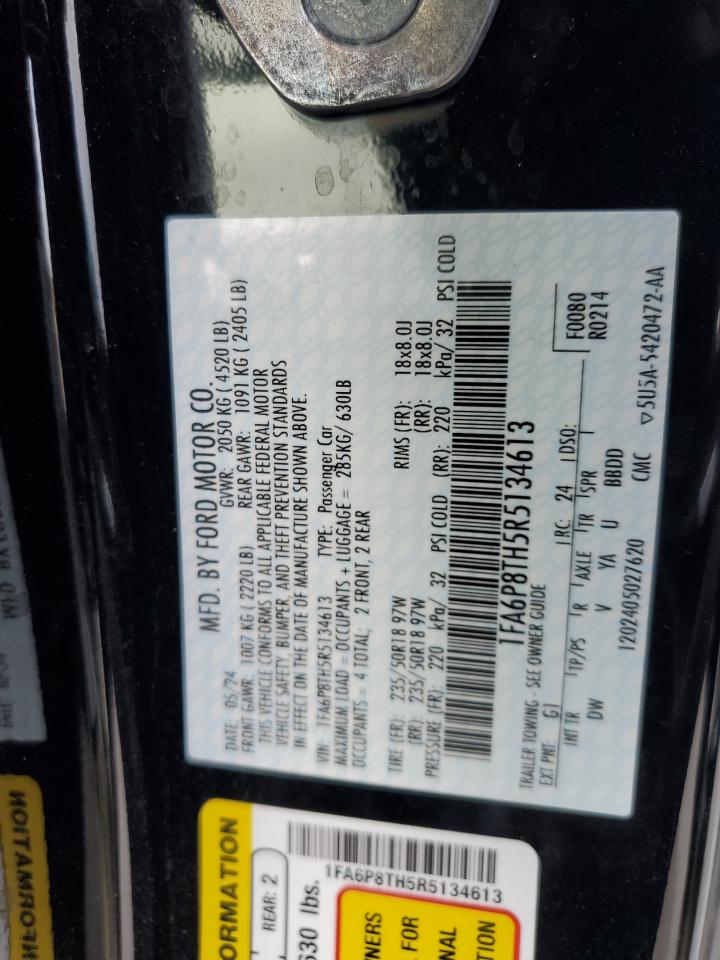 MFD. BY FORD MOTOR CO.
DATE: 05/24 GVWR: 2050 KG ( 4520 LB)
FRONT GAWR: 1007 KG ( 2220 LB) REAR GAWR: 1091 KG ( 2405 LB)
THIS VEHICLE CONFORMS TO ALL APPLICABLE FEDERAL MOTOR
VEHICLE SAFETY, BUMPER, AND THEFT PREVENTION STANDARDS
IN EFFECT ON THE DATE OF MANUFACTURE SHOWN ABOVE.
VIN: 1FA6P8TH5R5134613 TYPE: Passenger Car
MAXIMUM LOAD = OCCUPANTS + LUGGAGE = 285KG/ 630LB
OCCUPANTS = 4 TOTAL; 2 FRONT, 2 REAR
TIRE (FR): 235/50R18 97W RIMS (FR): 18x8.0J
(RR): 235/50R18 97W (RR): 18x8.0J
PRESSURE (FR): 220 kPa/ 32 PSI COLD (RR): 220 kPa/ 32 PSI COLD
1FA6P8TH5R5134613
TRAILER TOWING - SEE OWNER GUIDE
EXT PNT: G1 RC: 24 DSO: F0080
R0214
INT TR TP/PS R AXLE TR SPR
DW V YA U BBDD
1202405027620 CMC ▽5U5A-5420472-AA
ORMATION
REAR: 2
630 lbs.
1FA6P8TH5R5134613
NERS
FOR
NAL
TION
FORMATION